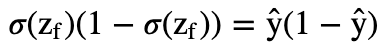 σ(z_f)(1 − σ(z_f)) = ŷ(1 − ŷ)